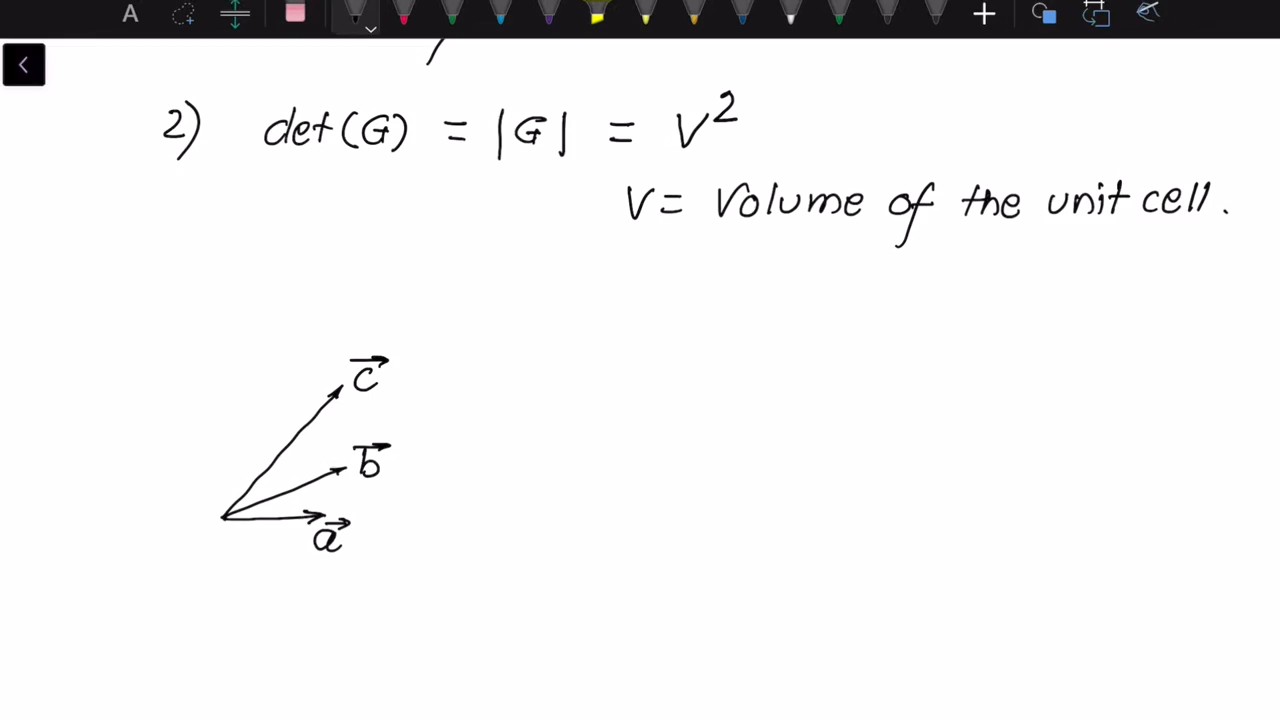 2) det(G) = |G| = V²
V = Volume of the unit cell.
c⃗
b⃗
a⃗